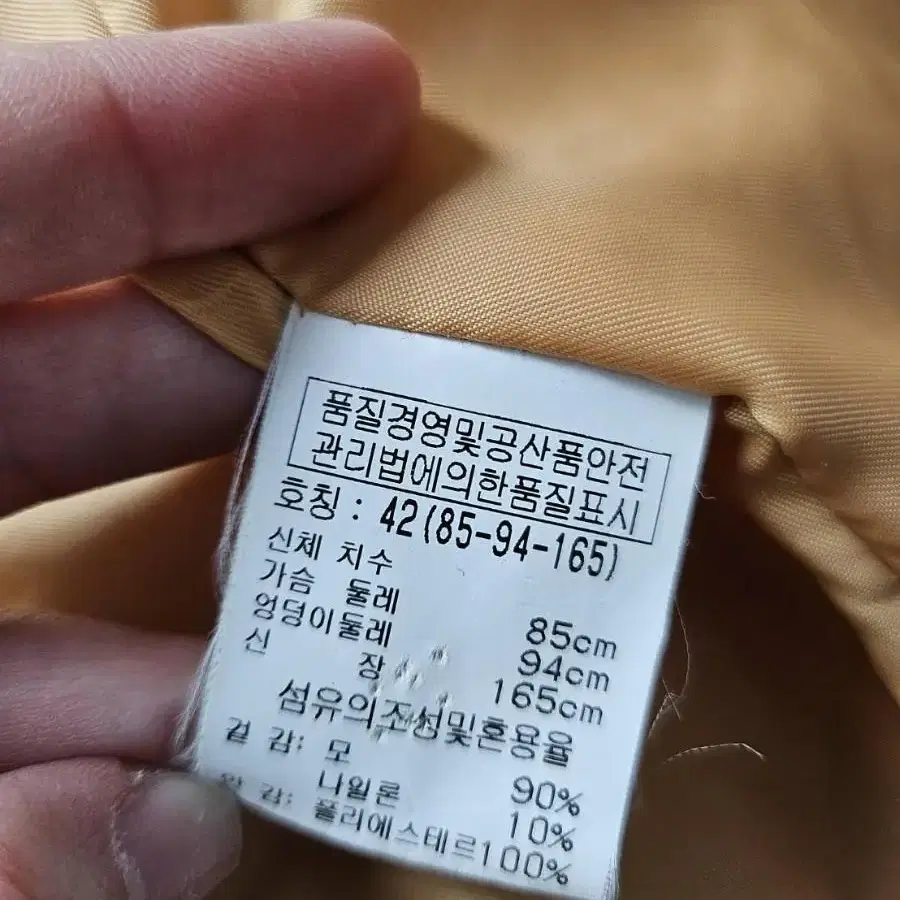 품질경영및공산품안전
관리법에의한품질표시
호칭 : 42(85-94-165)
신체 치수
가슴 둘레 85cm
엉덩이둘레 94cm
신 장 165cm
섬유의조성및혼용율
겉 감: 모 90%
나일론 10%
안 감: 폴리에스테르100%